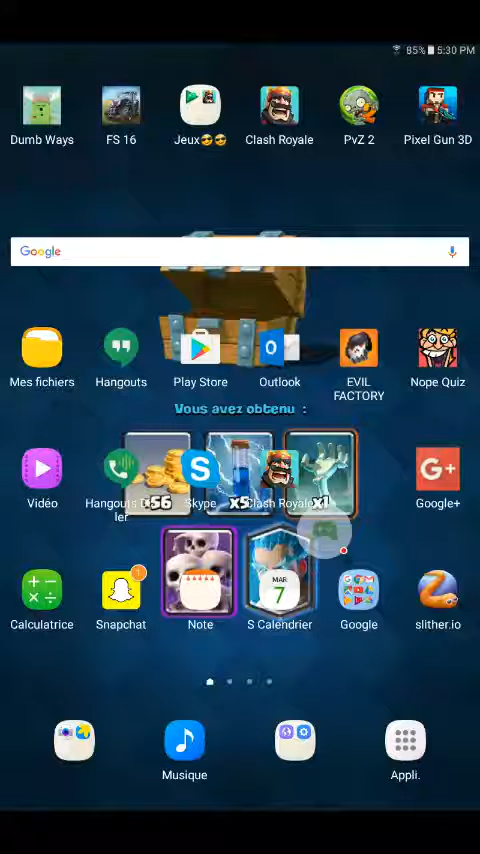 85% 5:30 PM
Dumb Ways FS 16 Jeux😎😎 Clash Royale PvZ 2 Pixel Gun 3D
Google
Mes fichiers Hangouts Play Store Outlook EVIL FACTORY Nope Quiz
Vous avez obtenu :
x56 x5 x1
Vidéo Hangouts Di ler Skype Clash Royale Google+
MAR
7
Calculatrice Snapchat Note S Calendrier Google slither.io
Musique Appli.